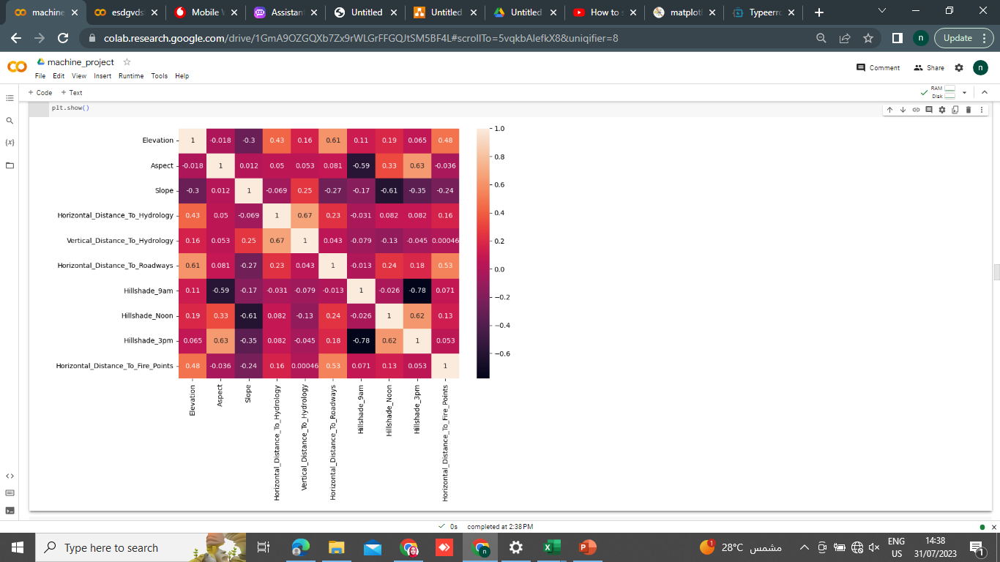 machine
esdgvds
Mobile V
Assistan
Untitled
Untitled
Untitled
How to s
matplotl
Typeerro
colab.research.google.com/drive/1GmA9OZGQXb7Zx9rWLGrFFGQJtSM5BF4L#scrollTo=5vqkbAlefkX8&uniqifier=8
n
Update
machine_project
File Edit View Insert Runtime Tools Help
Comment
Share
n
+ Code + Text
RAM
Disk
plt.show()
Elevation 1 -0.018 -0.3 0.43 0.16 0.61 0.11 0.19 0.065 0.48
Aspect -0.018 1 0.012 0.05 0.053 0.081 -0.59 0.33 0.63 -0.036
Slope -0.3 0.012 1 -0.069 0.25 -0.27 -0.17 -0.61 -0.35 -0.24
Horizontal_Distance_To_Hydrology 0.43 0.05 -0.069 1 0.67 0.23 -0.031 0.082 0.082 0.16
Vertical_Distance_To_Hydrology 0.16 0.053 0.25 0.67 1 0.043 -0.079 -0.13 -0.045 0.00046
Horizontal_Distance_To_Roadways 0.61 0.081 -0.27 0.23 0.043 1 -0.013 0.24 0.18 0.53
Hillshade_9am 0.11 -0.59 -0.17 -0.031 -0.079 -0.013 1 -0.026 -0.78 0.071
Hillshade_Noon 0.19 0.33 -0.61 0.082 -0.13 0.24 -0.026 1 0.62 0.13
Hillshade_3pm 0.065 0.63 -0.35 0.082 -0.045 0.18 -0.78 0.62 1 0.053
Horizontal_Distance_To_Fire_Points 0.48 -0.036 -0.24 0.16 0.00046 0.53 0.071 0.13 0.053 1
Elevation
Aspect
Slope
Horizontal_Distance_To_Hydrology
Vertical_Distance_To_Hydrology
Horizontal_Distance_To_Roadways
Hillshade_9am
Hillshade_Noon
Hillshade_3pm
Horizontal_Distance_To_Fire_Points
1.0
0.8
0.6
0.4
0.2
0.0
−0.2
−0.4
−0.6
0s completed at 2:38 PM
Type here to search
1
28°C مشمس
ENG
US
14:38
31/07/2023
1